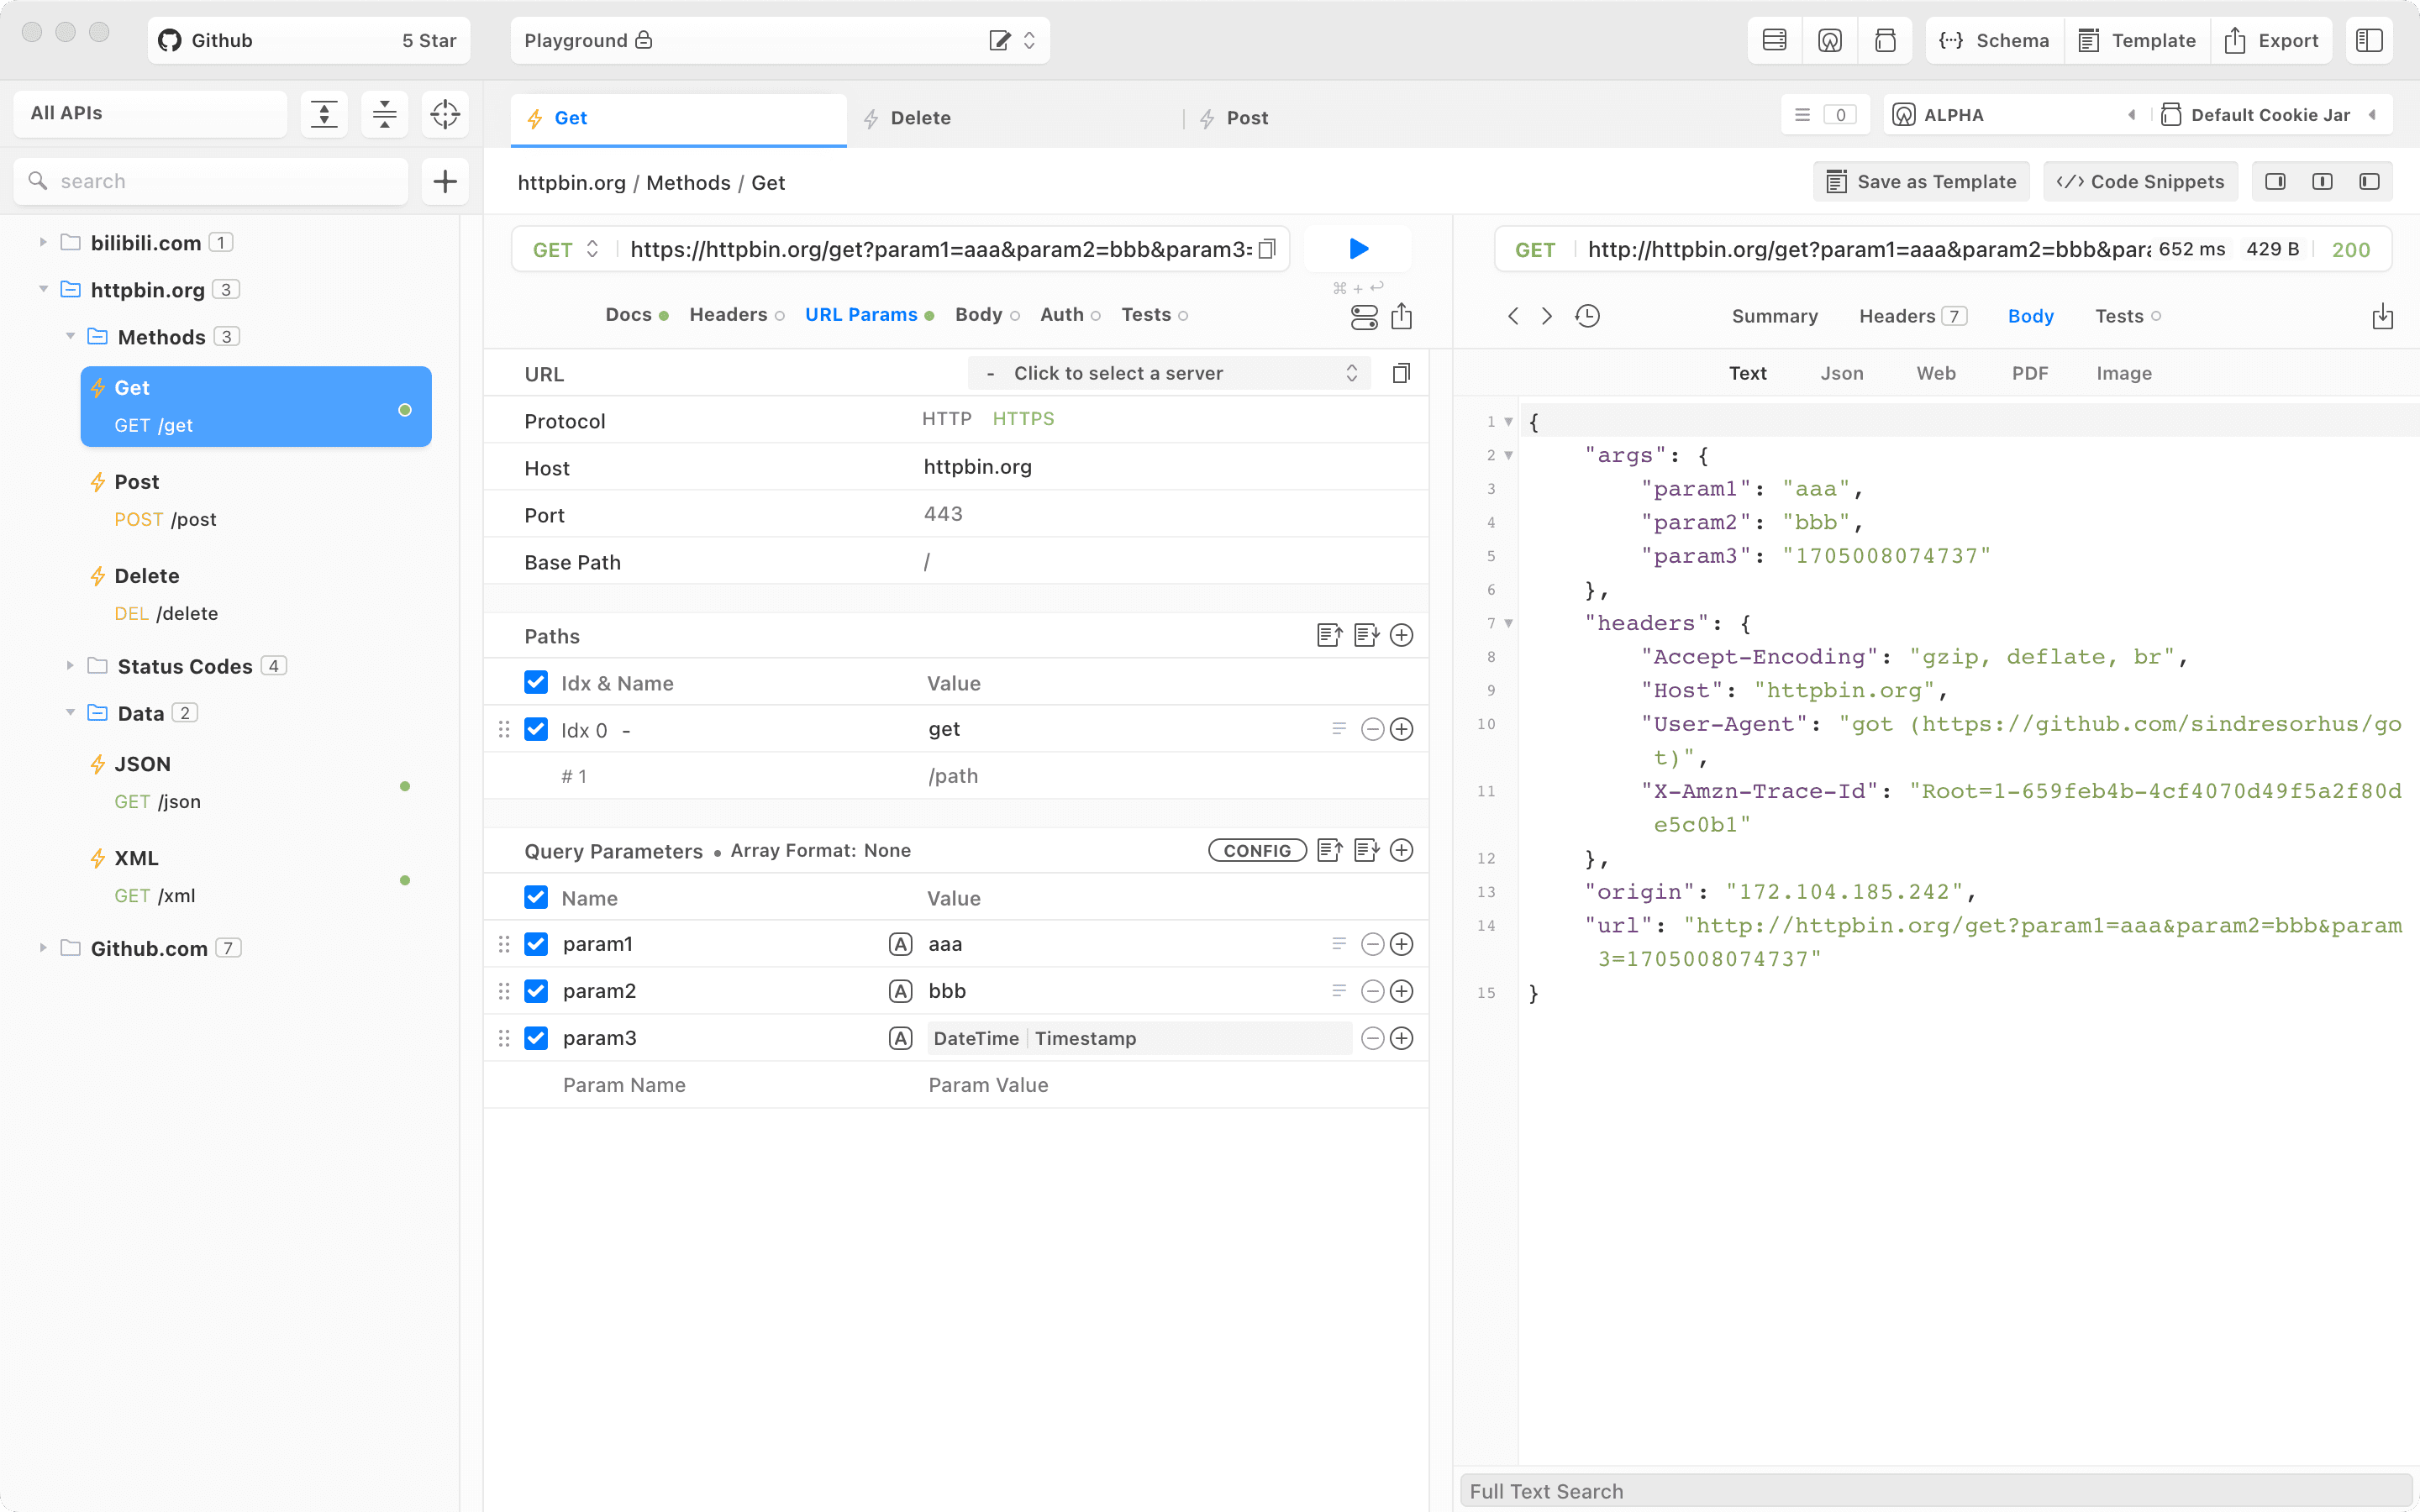 Github 5 Star
Playground
Schema
Template
Export
All APIs
search
bilibili.com 1
httpbin.org 3
Methods 3
Get
GET /get
Post
POST /post
Delete
DEL /delete
Status Codes 4
Data 2
JSON
GET /json
XML
GET /xml
Github.com 7
Get
Delete
Post
0
ALPHA
Default Cookie Jar
httpbin.org / Methods / Get
Save as Template
</> Code Snippets
GET https://httpbin.org/get?param1=aaa&param2=bbb&param3=
⌘ + ↩
Docs Headers URL Params Body Auth Tests
URL - Click to select a server
Protocol HTTP HTTPS
Host httpbin.org
Port 443
Base Path /
Paths
Idx & Name Value
Idx 0 - get
# 1 /path
Query Parameters • Array Format: None CONFIG
Name Value
param1 A aaa
param2 A bbb
param3 A DateTime Timestamp
Param Name Param Value
GET http://httpbin.org/get?param1=aaa&param2=bbb&par 652 ms 429 B 200
Summary Headers 7 Body Tests
Text Json Web PDF Image
1 {
2 "args": {
3 "param1": "aaa",
4 "param2": "bbb",
5 "param3": "1705008074737"
6 },
7 "headers": {
8 "Accept-Encoding": "gzip, deflate, br",
9 "Host": "httpbin.org",
10 "User-Agent": "got (https://github.com/sindresorhus/go
t)",
11 "X-Amzn-Trace-Id": "Root=1-659feb4b-4cf4070d49f5a2f80d
e5c0b1"
12 },
13 "origin": "172.104.185.242",
14 "url": "http://httpbin.org/get?param1=aaa&param2=bbb&param
3=1705008074737"
15 }
Full Text Search